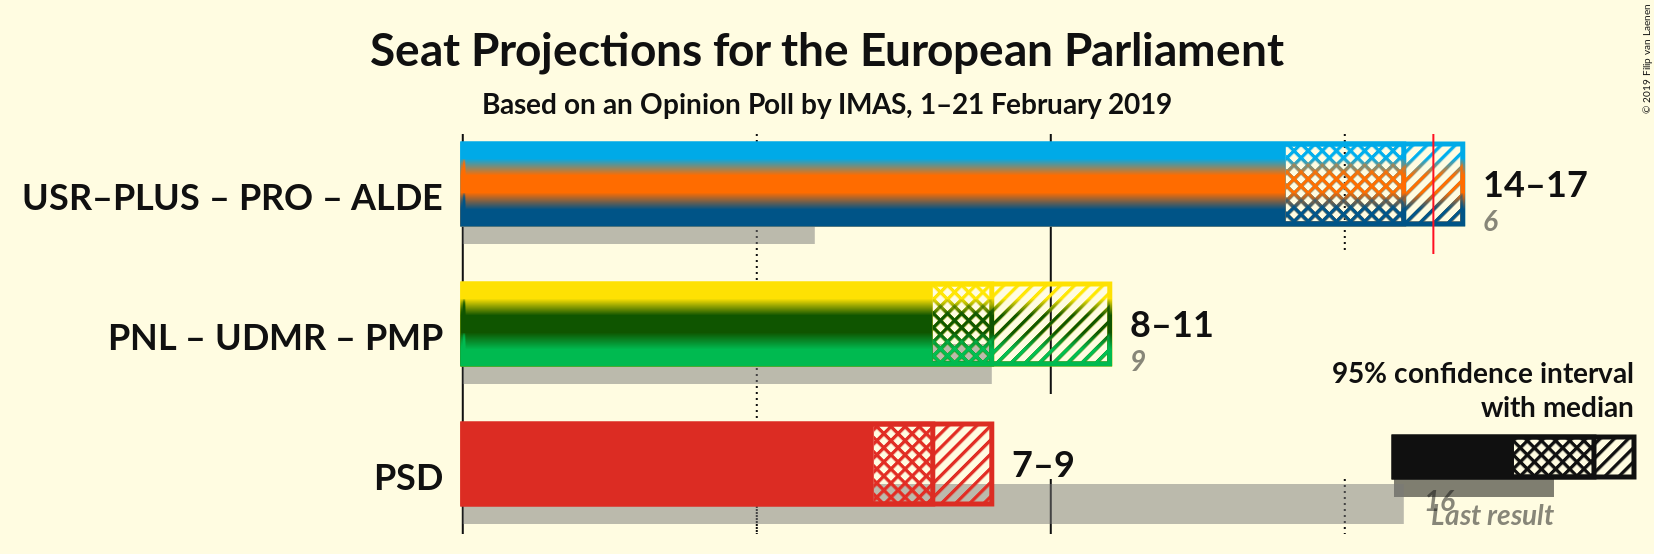 Seat Projections for the European Parliament
Based on an Opinion Poll by IMAS, 1–21 February 2019
© 2019 Filip van Laenen
USR–PLUS – PRO – ALDE
14–17
6
PNL – UDMR – PMP
8–11
9
95% confidence interval
with median
PSD
7–9
16
Last result